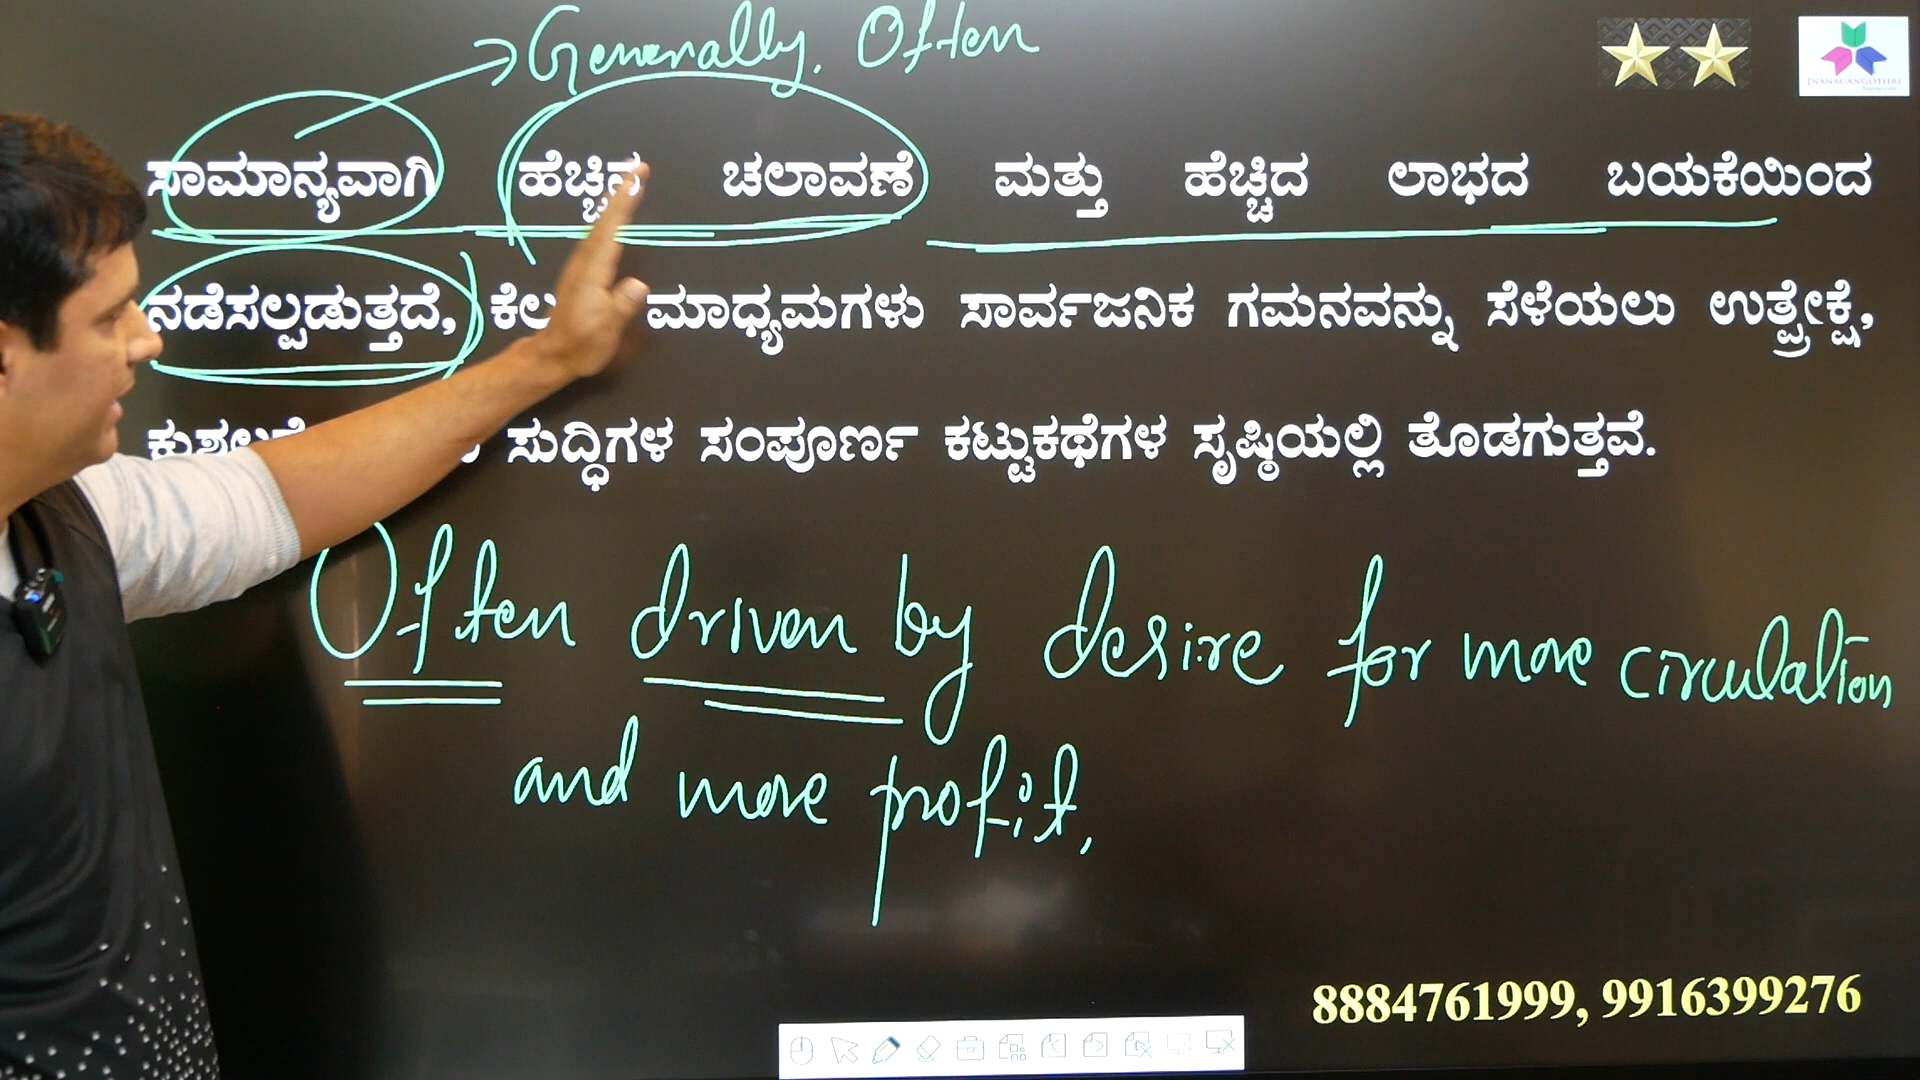 Generally. Often
JNANAGANGOTHRI
ಸಾಮಾನ್ಯವಾಗಿ ಹೆಚ್ಚಿನ ಚಲಾವಣೆ ಮತ್ತು ಹೆಚ್ಚಿದ ಲಾಭದ ಬಯಕೆಯಿಂದ
ನಡೆಸಲ್ಪಡುತ್ತದೆ, ಮಾಧ್ಯಮಗಳು ಸಾರ್ವಜನಿಕ ಗಮನವನ್ನು ಸೆಳೆಯಲು ಉತ್ಪ್ರೇಕ್ಷೆ,
ಸುದ್ಧಿಗಳ ಸಂಪೂರ್ಣ ಕಟ್ಟುಕಥೆಗಳ ಸೃಷ್ಠಿಯಲ್ಲಿ ತೊಡಗುತ್ತವೆ.
Often driven by desire for more circulation
and more profit,
8884761999, 9916399276